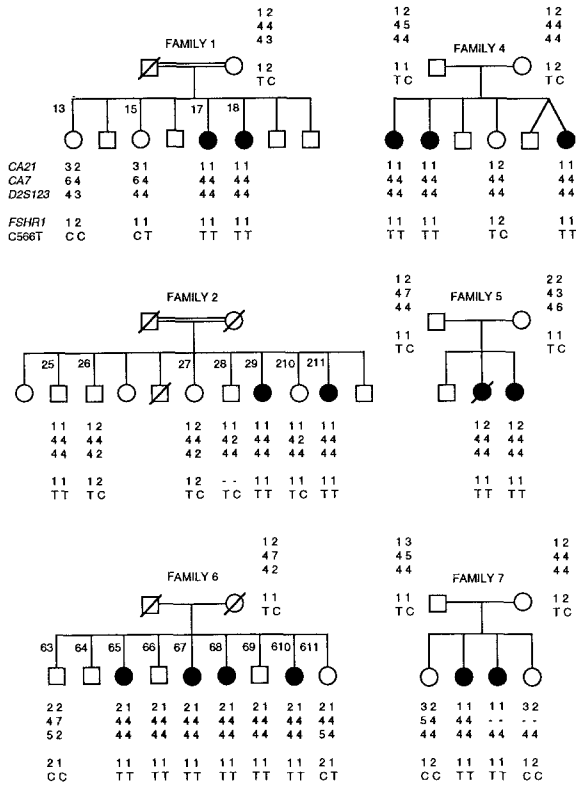 1 2
4 4
4 3
FAMILY 1
1 2
T C
13 15 17 18
CA21 3 2 3 1 1 1 1 1
CA7 6 4 6 4 4 4 4 4
D2S123 4 3 4 4 4 4 4 4
FSHR1 1 2 1 1 1 1 1 1
C566T C C C T T T T T
1 2 1 2
4 5 4 4
4 4 4 4
FAMILY 4
1 1 1 2
T C T C
1 1 1 1 1 2 1 1
4 4 4 4 4 4 4 4
4 4 4 4 4 4 4 4
1 1 1 1 1 2 1 1
T T T T T C T T
FAMILY 2
25 26 27 28 29 210 211
1 1 1 2 1 2 1 1 1 1 1 1 1 1
4 4 4 4 4 4 4 2 4 4 4 2 4 4
4 4 4 2 4 2 4 4 4 4 4 4 4 4
1 1 1 2 1 2 - - 1 1 1 1 1 1
T T T C T C T C T T T C T T
1 2 2 2
4 7 4 3
4 4 4 6
FAMILY 5
1 1 1 1
T C T C
1 2 1 2
4 4 4 4
4 4 4 4
1 1 1 1
T T T T
1 2
4 7
4 2
FAMILY 6
1 1
T C
63 64 65 66 67 68 69 610 611
2 2 2 1 2 1 2 1 2 1 2 1 2 1 2 1
4 7 4 4 4 4 4 4 4 4 4 4 4 4 4 4
5 2 4 4 4 4 4 4 4 4 4 4 4 4 5 4
2 1 1 1 1 1 1 1 1 1 1 1 1 1 2 1
C C T T T T T T T T T T T T C T
1 3 1 2
4 5 4 4
4 4 4 4
FAMILY 7
1 1 1 2
T C T C
3 2 1 1 1 1 3 2
5 4 4 4 - - - -
4 4 4 4 4 4 4 4
1 2 1 1 1 1 1 2
C C T T T T C C